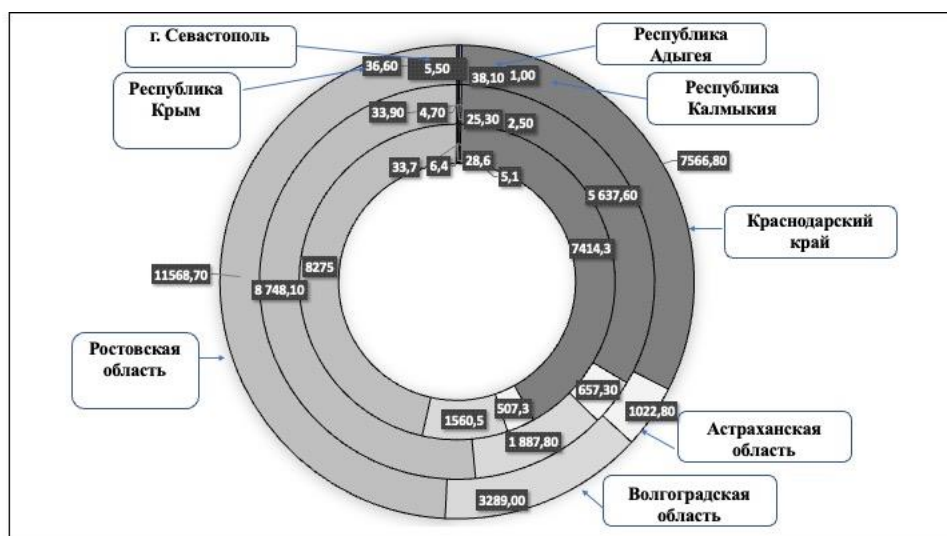 г. Севастополь
Республика
Адыгея
Республика
Крым
Республика
Калмыкия
36,60
5,50
38,10
1,00
33,90
4,70
25,30
2,50
7566,80
33,7
6,4
28,6
5,1
5 637,60
Краснодарский
край
7414,3
11568,70
8 748,10
8275
Ростовская
область
657,30
507,3
1022,80
1560,5
1 887,80
Астраханская
область
3289,00
Волгоградская
область